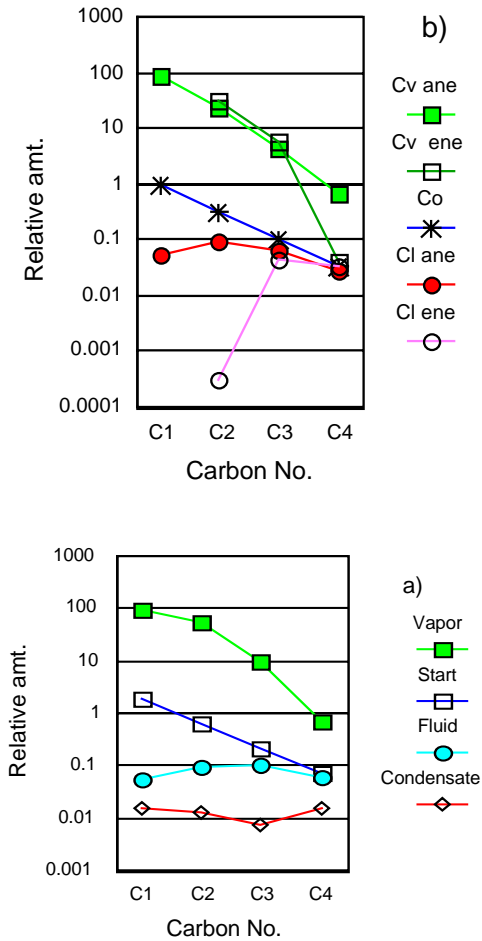 1000
100
10
1
0.1
0.01
0.001
0.0001
Relative amt.
C1 C2 C3 C4
Carbon No.
b)
Cv ane
Cv ene
Co
Cl ane
Cl ene
1000
100
10
1
0.1
0.01
0.001
Relative amt.
C1 C2 C3 C4
Carbon No.
a)
Vapor
Start
Fluid
Condensate